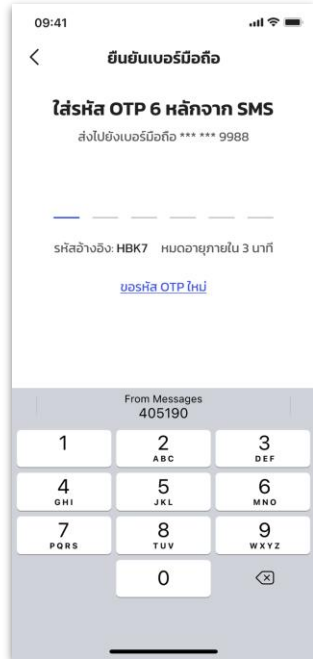 09:41
ยืนยันเบอร์มือถือ
ใส่รหัส OTP 6 หลักจาก SMS
ส่งไปยังเบอร์มือถือ *** *** 9988
รหัสอ้างอิง: HBK7 หมดอายุภายใน 3 นาที
ขอรหัส OTP ใหม่
From Messages
405190
1 2 3
ABC DEF
4 5 6
GHI JKL MNO
7 8 9
PQRS TUV WXYZ
0